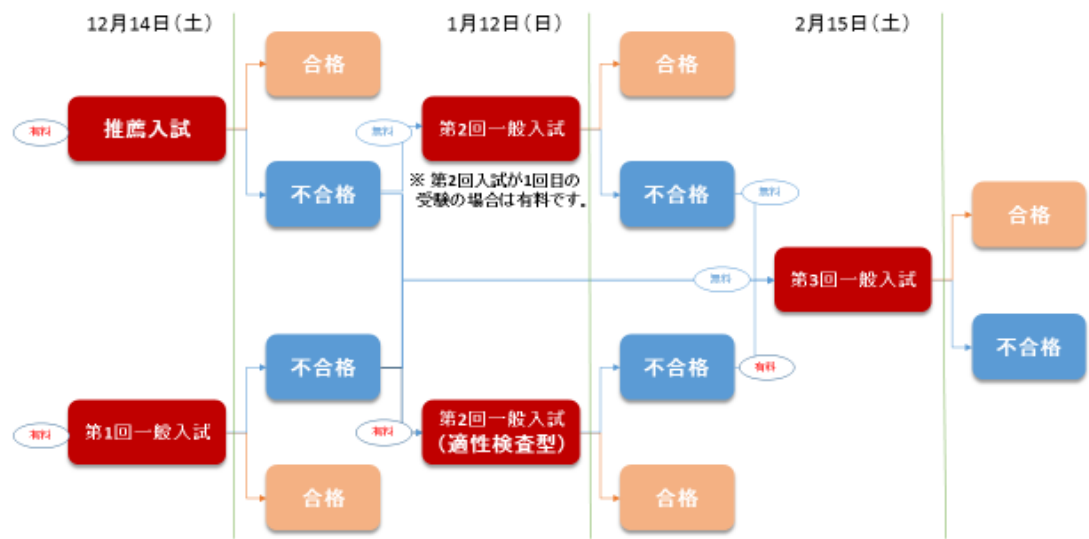 12月14日（土）
1月12日（日）
2月15日（土）
合格
合格
有料
推薦入試
無料
第2回一般入試
不合格
※ 第2回入試が1回目の
受験の場合は有料です。
不合格
無料
合格
無料
第3回一般入試
不合格
不合格
不合格
有料
有料
第1回一般入試
有料
第2回一般入試
（適性検査型）
合格
合格